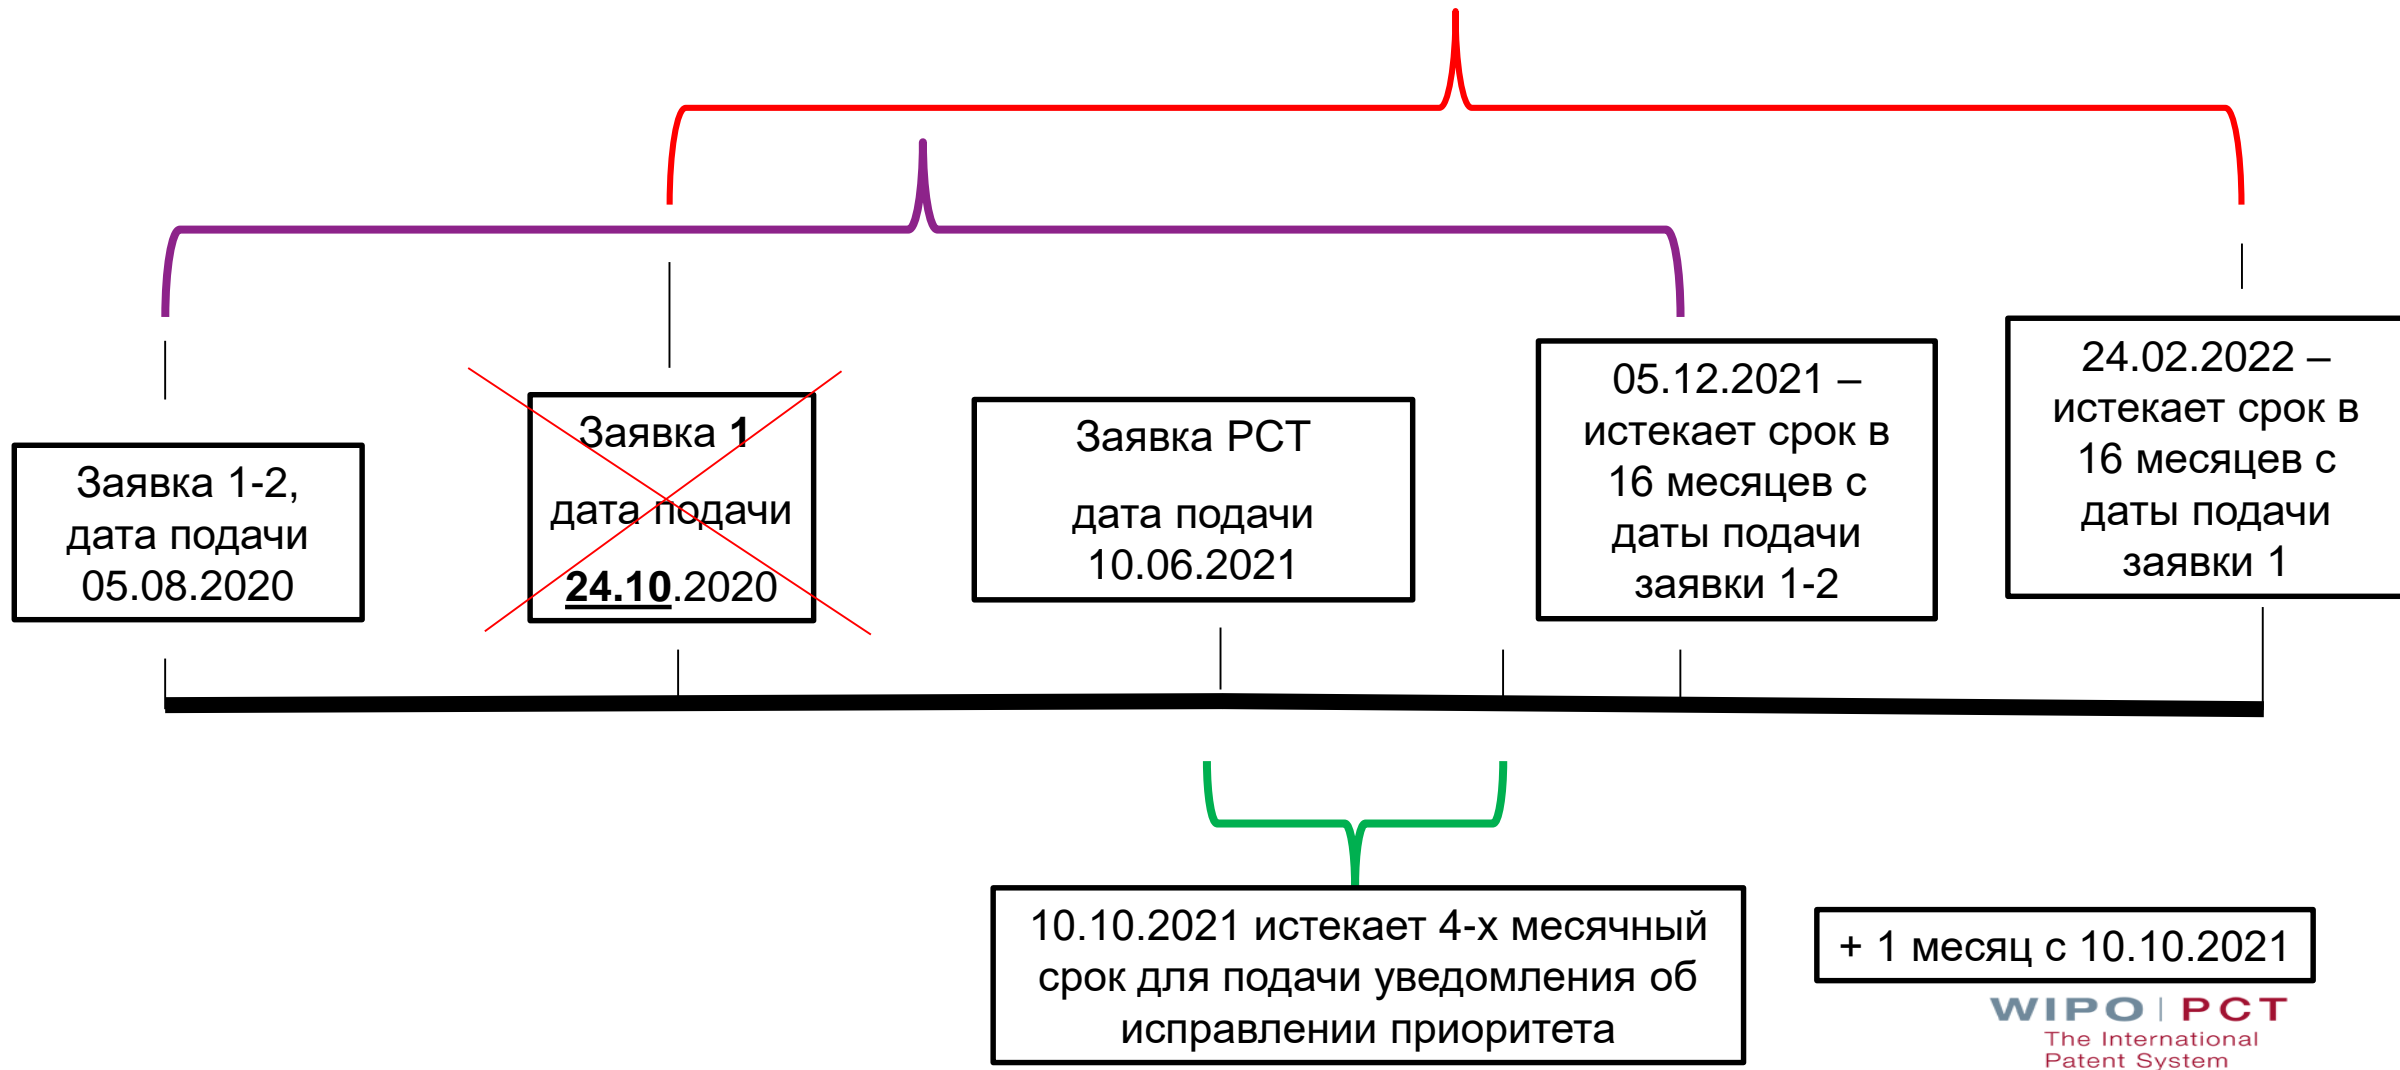 Заявка 1-2,
дата подачи
05.08.2020
Заявка 1
дата подачи
24.10.2020
Заявка PCT
дата подачи
10.06.2021
05.12.2021 –
истекает срок в
16 месяцев с
даты подачи
заявки 1-2
24.02.2022 –
истекает срок в
16 месяцев с
даты подачи
заявки 1
10.10.2021 истекает 4-х месячный
срок для подачи уведомления об
исправлении приоритета
+ 1 месяц с 10.10.2021
WIPO | PCT
The International
Patent System